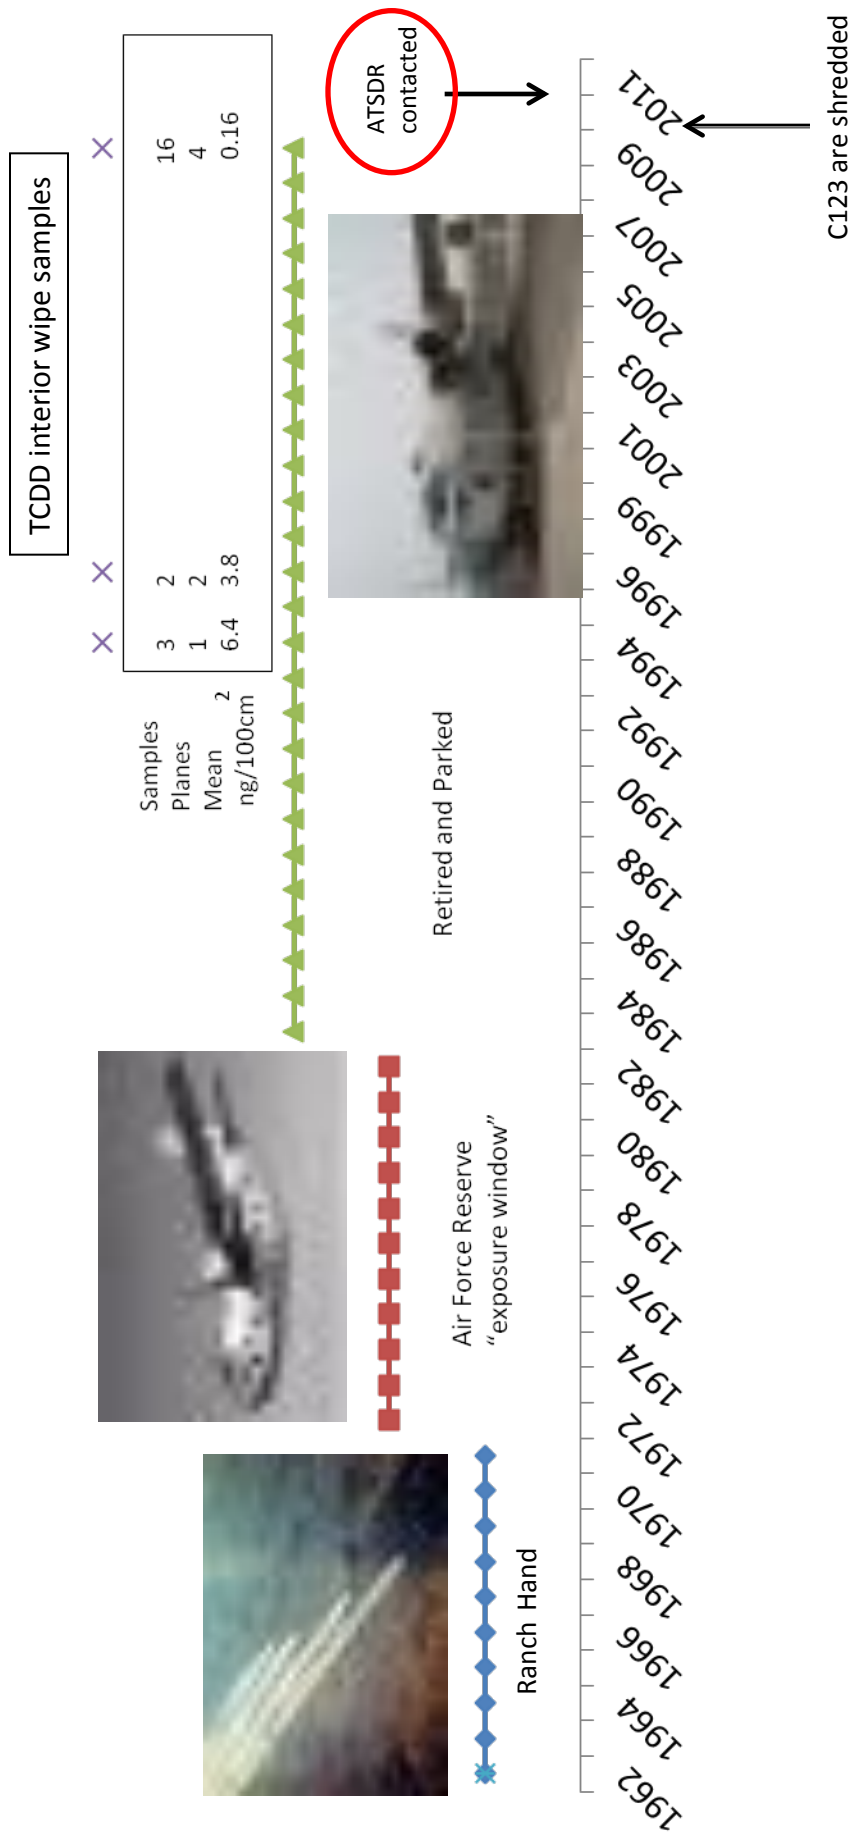 TCDD interior wipe samples
Samples 3 2 16
Planes 1 2 4
Mean 6.4 3.8 0.16
ng/100cm 2
ATSDR
contacted
Retired and Parked
Air Force Reserve
“exposure window”
Ranch Hand
1962 1964 1966 1968 1970 1972 1974 1976 1978 1980 1982 1984 1986 1988 1990 1992 1994 1996 1999 2001 2003 2005 2007 2009 2011
C123 are shredded